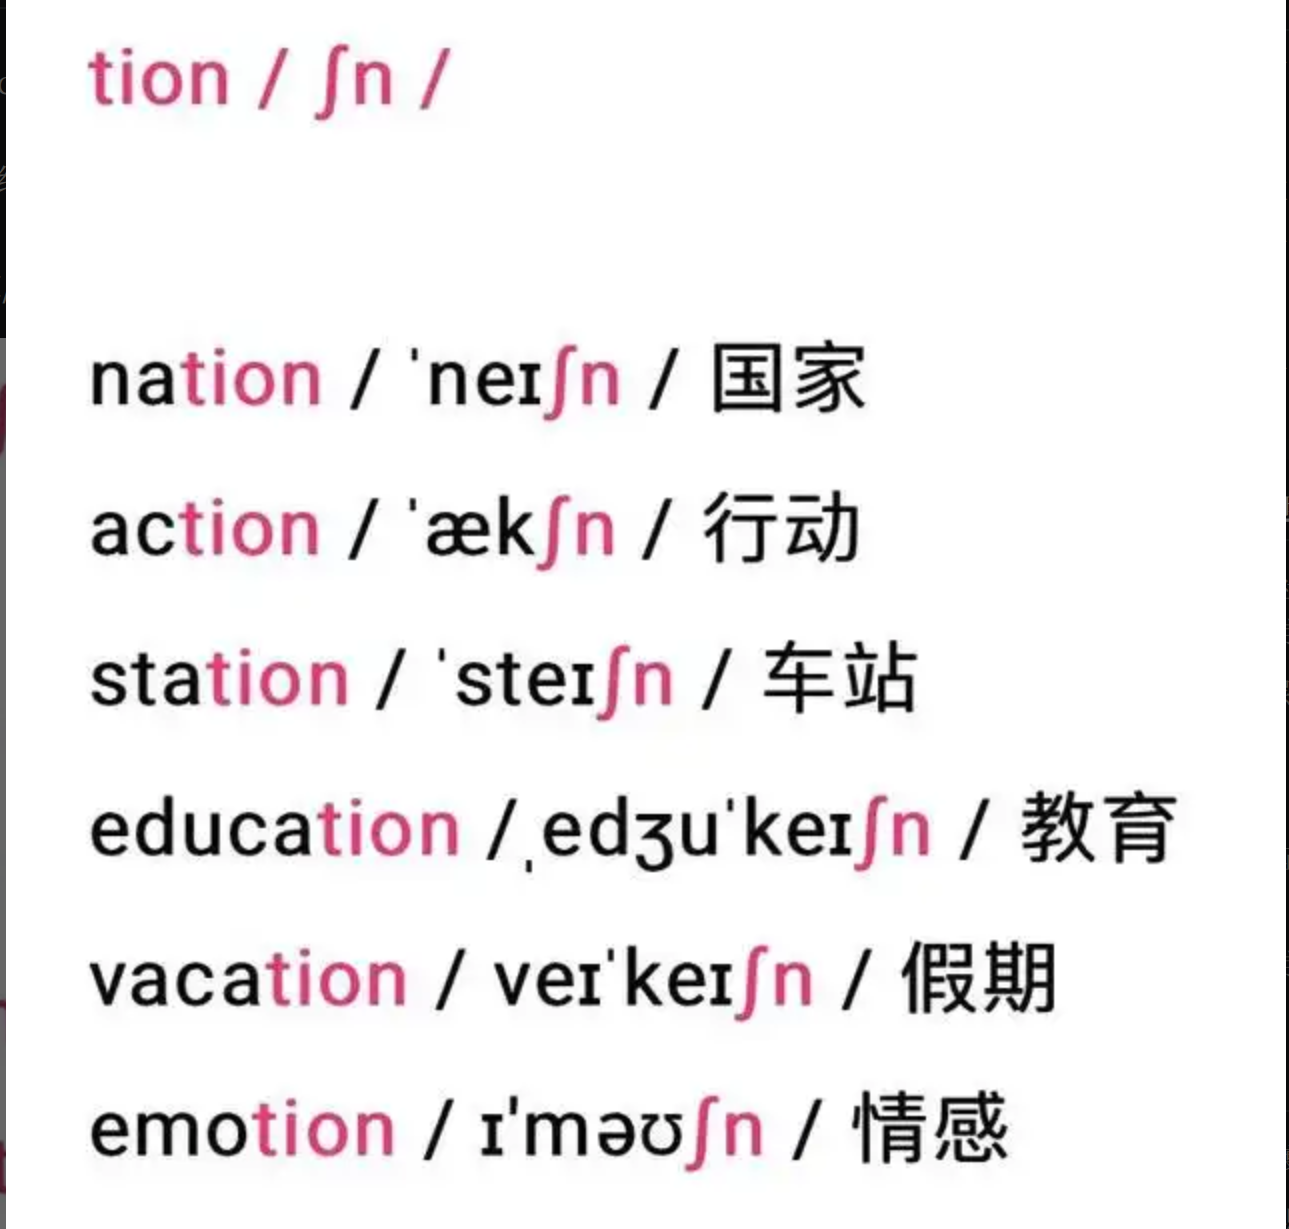 tion / ʃn /
nation / ˈneɪʃn / 国家
action / ˈækʃn / 行动
station / ˈsteɪʃn / 车站
education /ˌedʒuˈkeɪʃn / 教育
vacation / veɪˈkeɪʃn / 假期
emotion / ɪˈməʊʃn / 情感